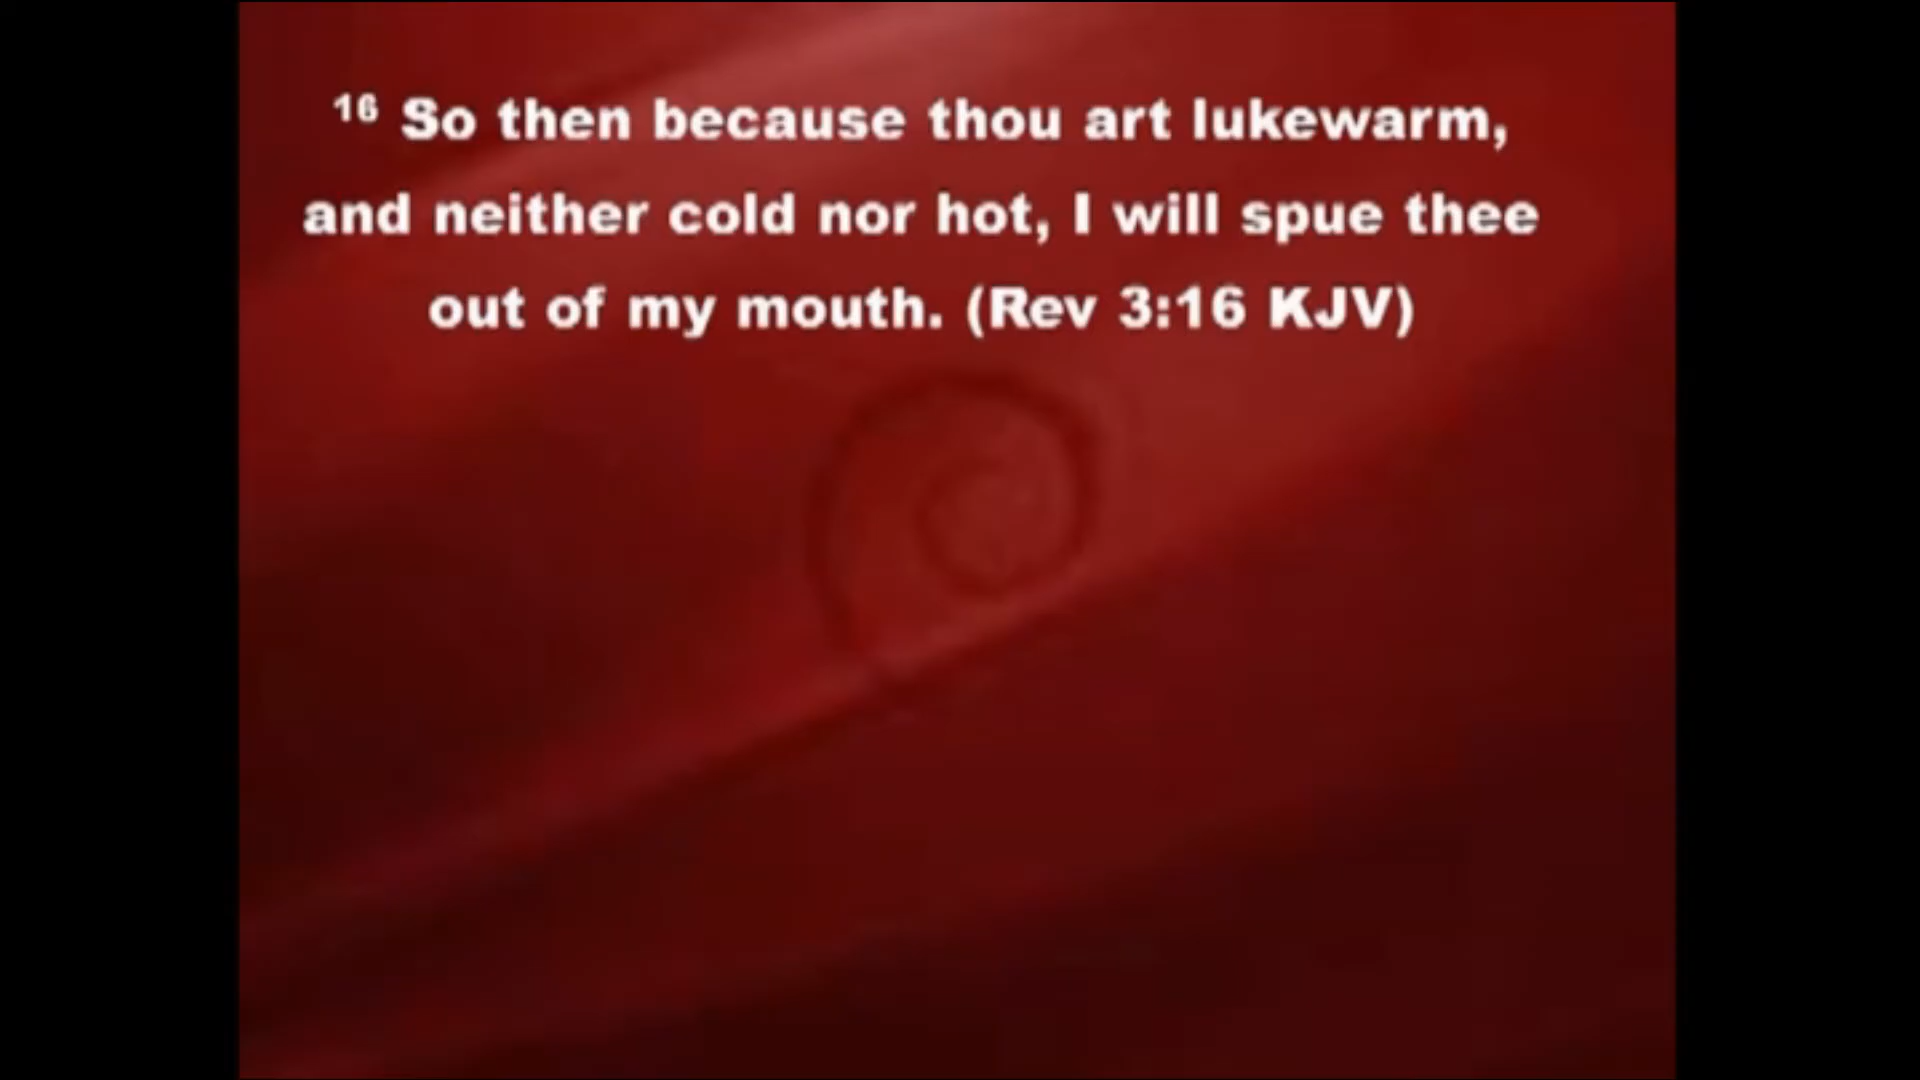 16 So then because thou art lukewarm,
and neither cold nor hot, I will spue thee
out of my mouth. (Rev 3:16 KJV)